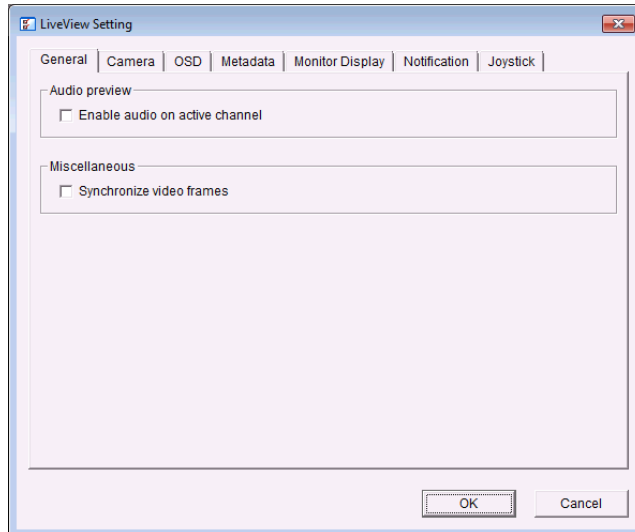 LiveView Setting
General Camera OSD Metadata Monitor Display Notification Joystick
Audio preview
Enable audio on active channel
Miscellaneous
Synchronize video frames
OK Cancel